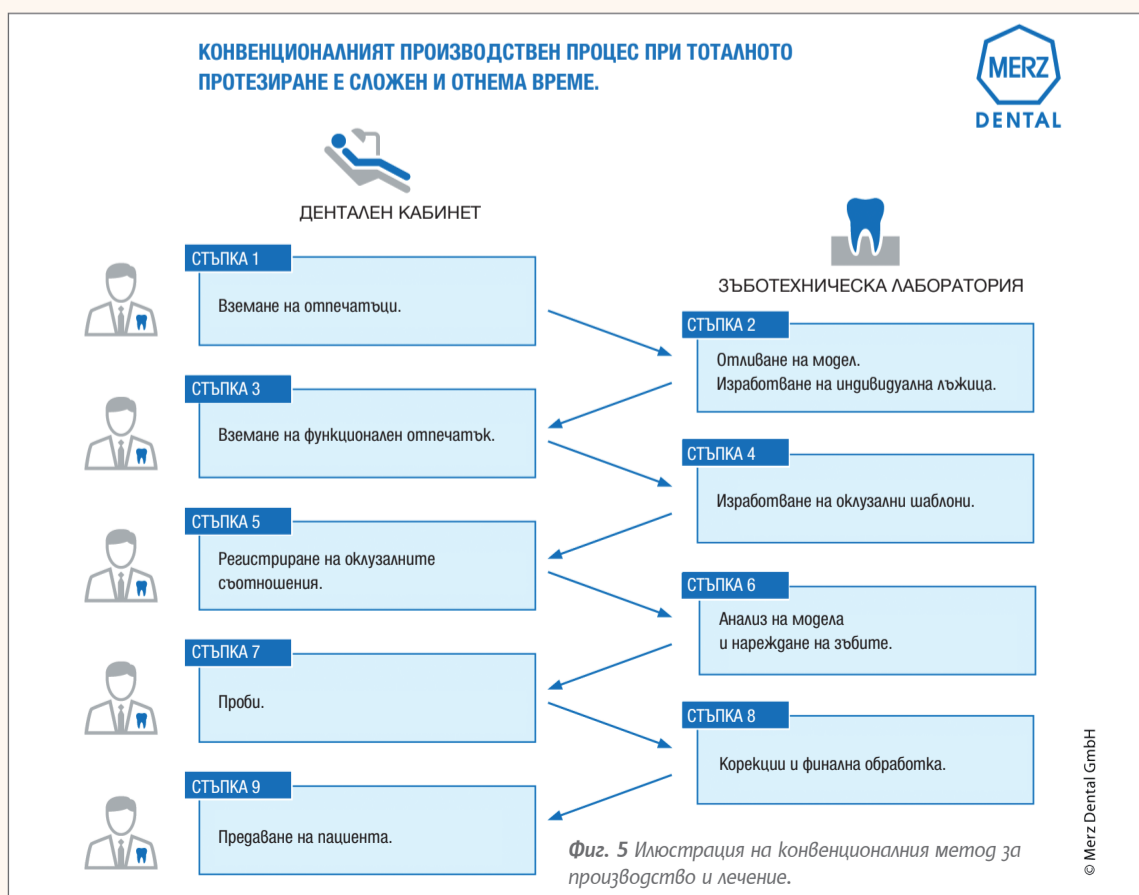 КОНВЕНЦИОНАЛНИЯТ ПРОИЗВОДСТВЕН ПРОЦЕС ПРИ ТОТАЛНОТО
ПРОТЕЗИРАНЕ Е СЛОЖЕН И ОТНЕМА ВРЕМЕ.
MERZ
DENTAL
ДЕНТАЛЕН КАБИНЕТ
ЗЪБОТЕХНИЧЕСКА ЛАБОРАТОРИЯ
СТЪПКА 1
Вземане на отпечатъци.
СТЪПКА 2
Отливане на модел.
Изработване на индивидуална лъжица.
СТЪПКА 3
Вземане на функционален отпечатък.
СТЪПКА 4
Изработване на оклузални шаблони.
СТЪПКА 5
Регистриране на оклузалните
съотношения.
СТЪПКА 6
Анализ на модела
и нареждане на зъбите.
СТЪПКА 7
Проби.
СТЪПКА 8
Корекции и финална обработка.
СТЪПКА 9
Предаване на пациента.
Фиг. 5 Илюстрация на конвенционалния метод за
производство и лечение.
© Merz Dental GmbH